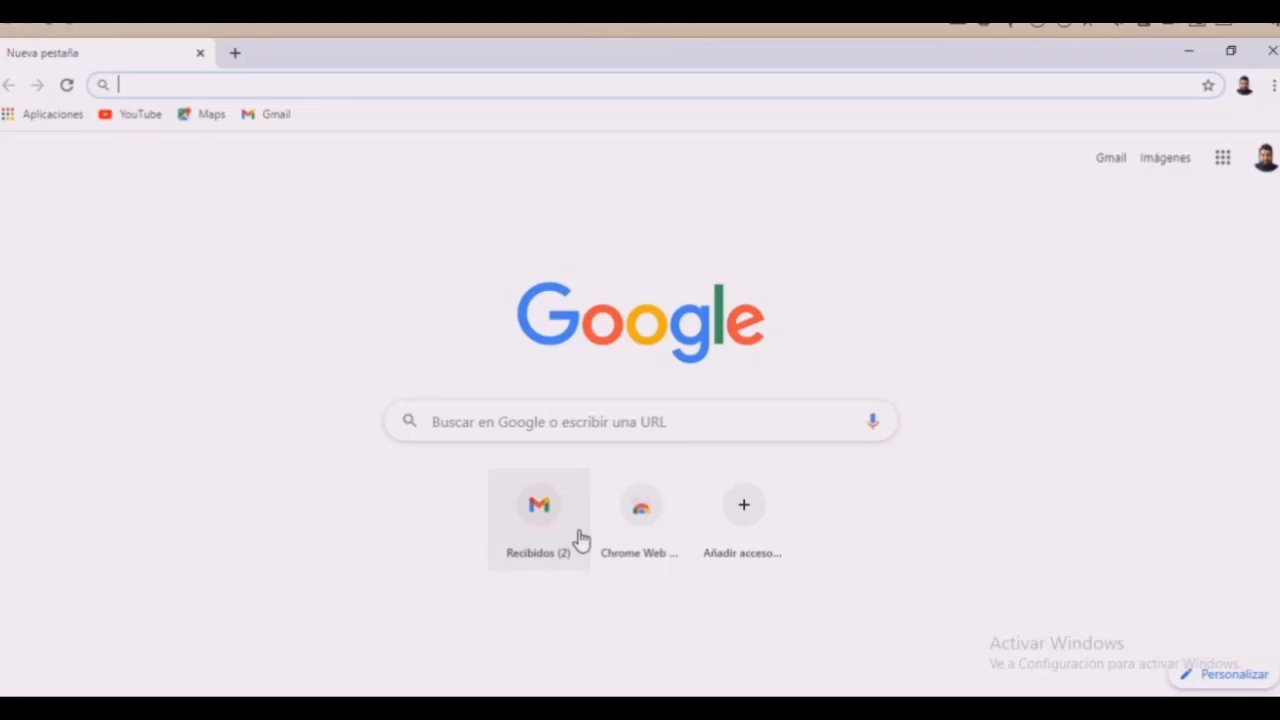 Nueva pestaña
Aplicaciones YouTube Maps Gmail
Gmail Imágenes
Google
Buscar en Google o escribir una URL
Recibidos (2) Chrome Web ... Añadir acceso...
Activar Windows
Ve a Configuración para activar Windows.
Personalizar